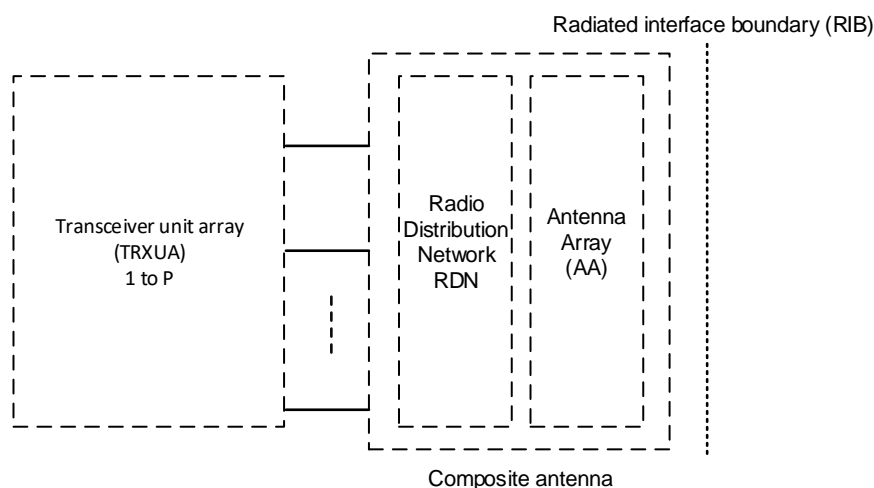 Radiated interface boundary (RIB)
Transceiver unit array
(TRXUA)
1 to P
Radio
Distribution
Network
RDN
Antenna
Array
(AA)
Composite antenna